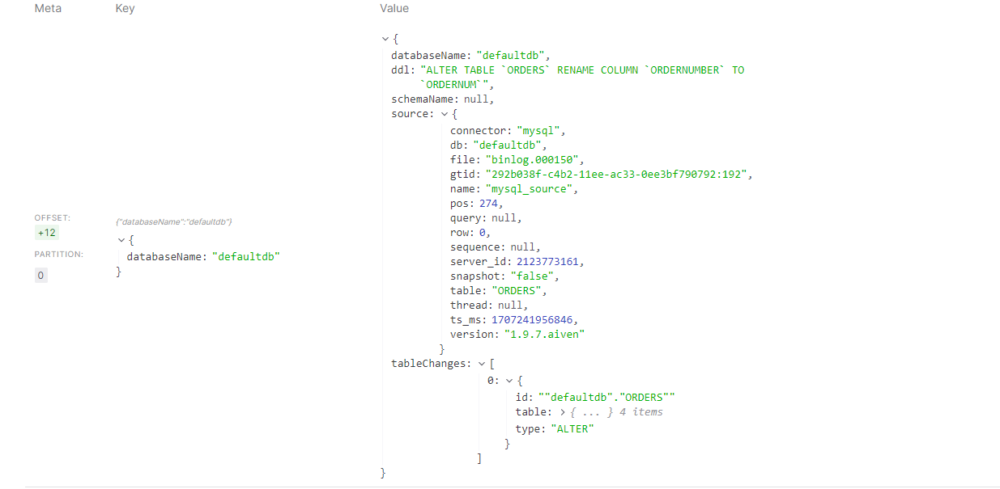 Meta Key Value
{
databaseName: "defaultdb",
ddl: "ALTER TABLE `ORDERS` RENAME COLUMN `ORDERNUMBER` TO
`ORDERNUM`",
schemaName: null,
source: {
connector: "mysql",
db: "defaultdb",
file: "binlog.000150",
gtid: "292b038f-c4b2-11ee-ac33-0ee3bf790792:192",
name: "mysql_source",
pos: 274,
query: null,
row: 0,
sequence: null,
server_id: 2123773161,
snapshot: "false",
table: "ORDERS",
thread: null,
ts_ms: 1707241956846,
version: "1.9.7.aiven"
}
tableChanges: [
0: {
id: ""defaultdb"."ORDERS""
table: { ... } 4 items
type: "ALTER"
}
]
}
OFFSET:
+12
PARTITION:
0
{"databaseName":"defaultdb"}
{
databaseName: "defaultdb"
}